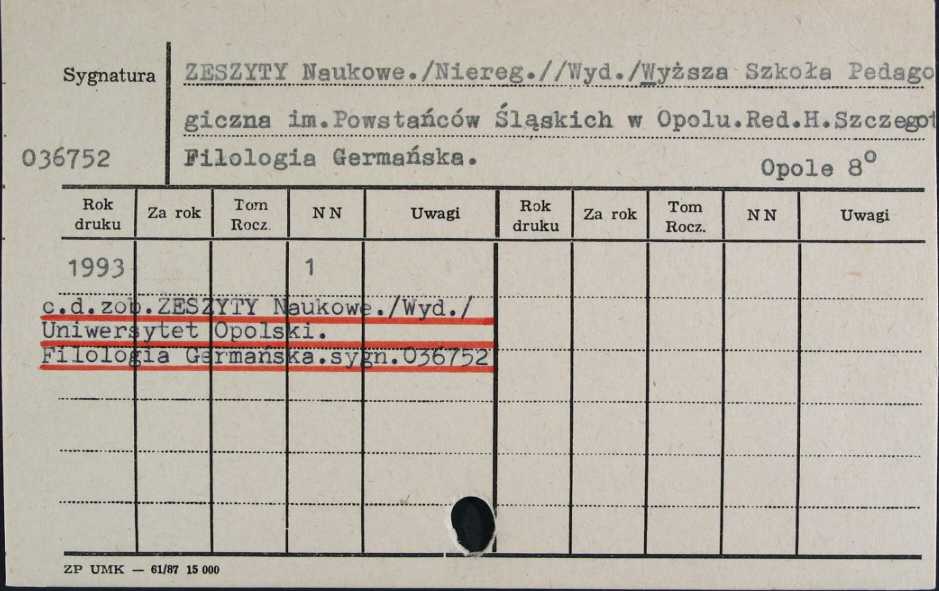 Sygnatura
ZESZYTY Naukowe./Niereg.//Wyd./Wyższa Szkoła Pedago
giczna im.Powstańców Śląskich w Opolu.Red.H.Szczegot
036752
Filologia Germańska.
Opole 8°
Rok druku Za rok Tom Rocz. NN Uwagi Rok druku Za rok Tom Rocz. NN Uwagi
1993 1
c.d.zob.ZESZYTY Naukowe./Wyd./
Uniwersytet Opolski.
Filologia Germańska.sygn.036752
ZP UMK — 61/87 15 000